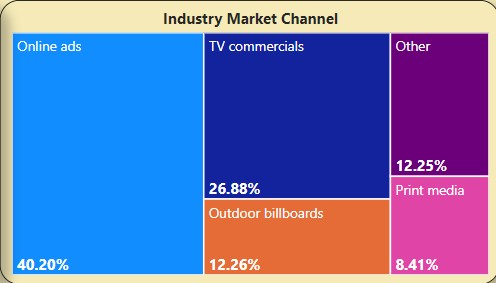 Industry Market Channel
Online ads
40.20%
TV commercials
26.88%
Outdoor billboards
12.26%
Other
12.25%
Print media
8.41%